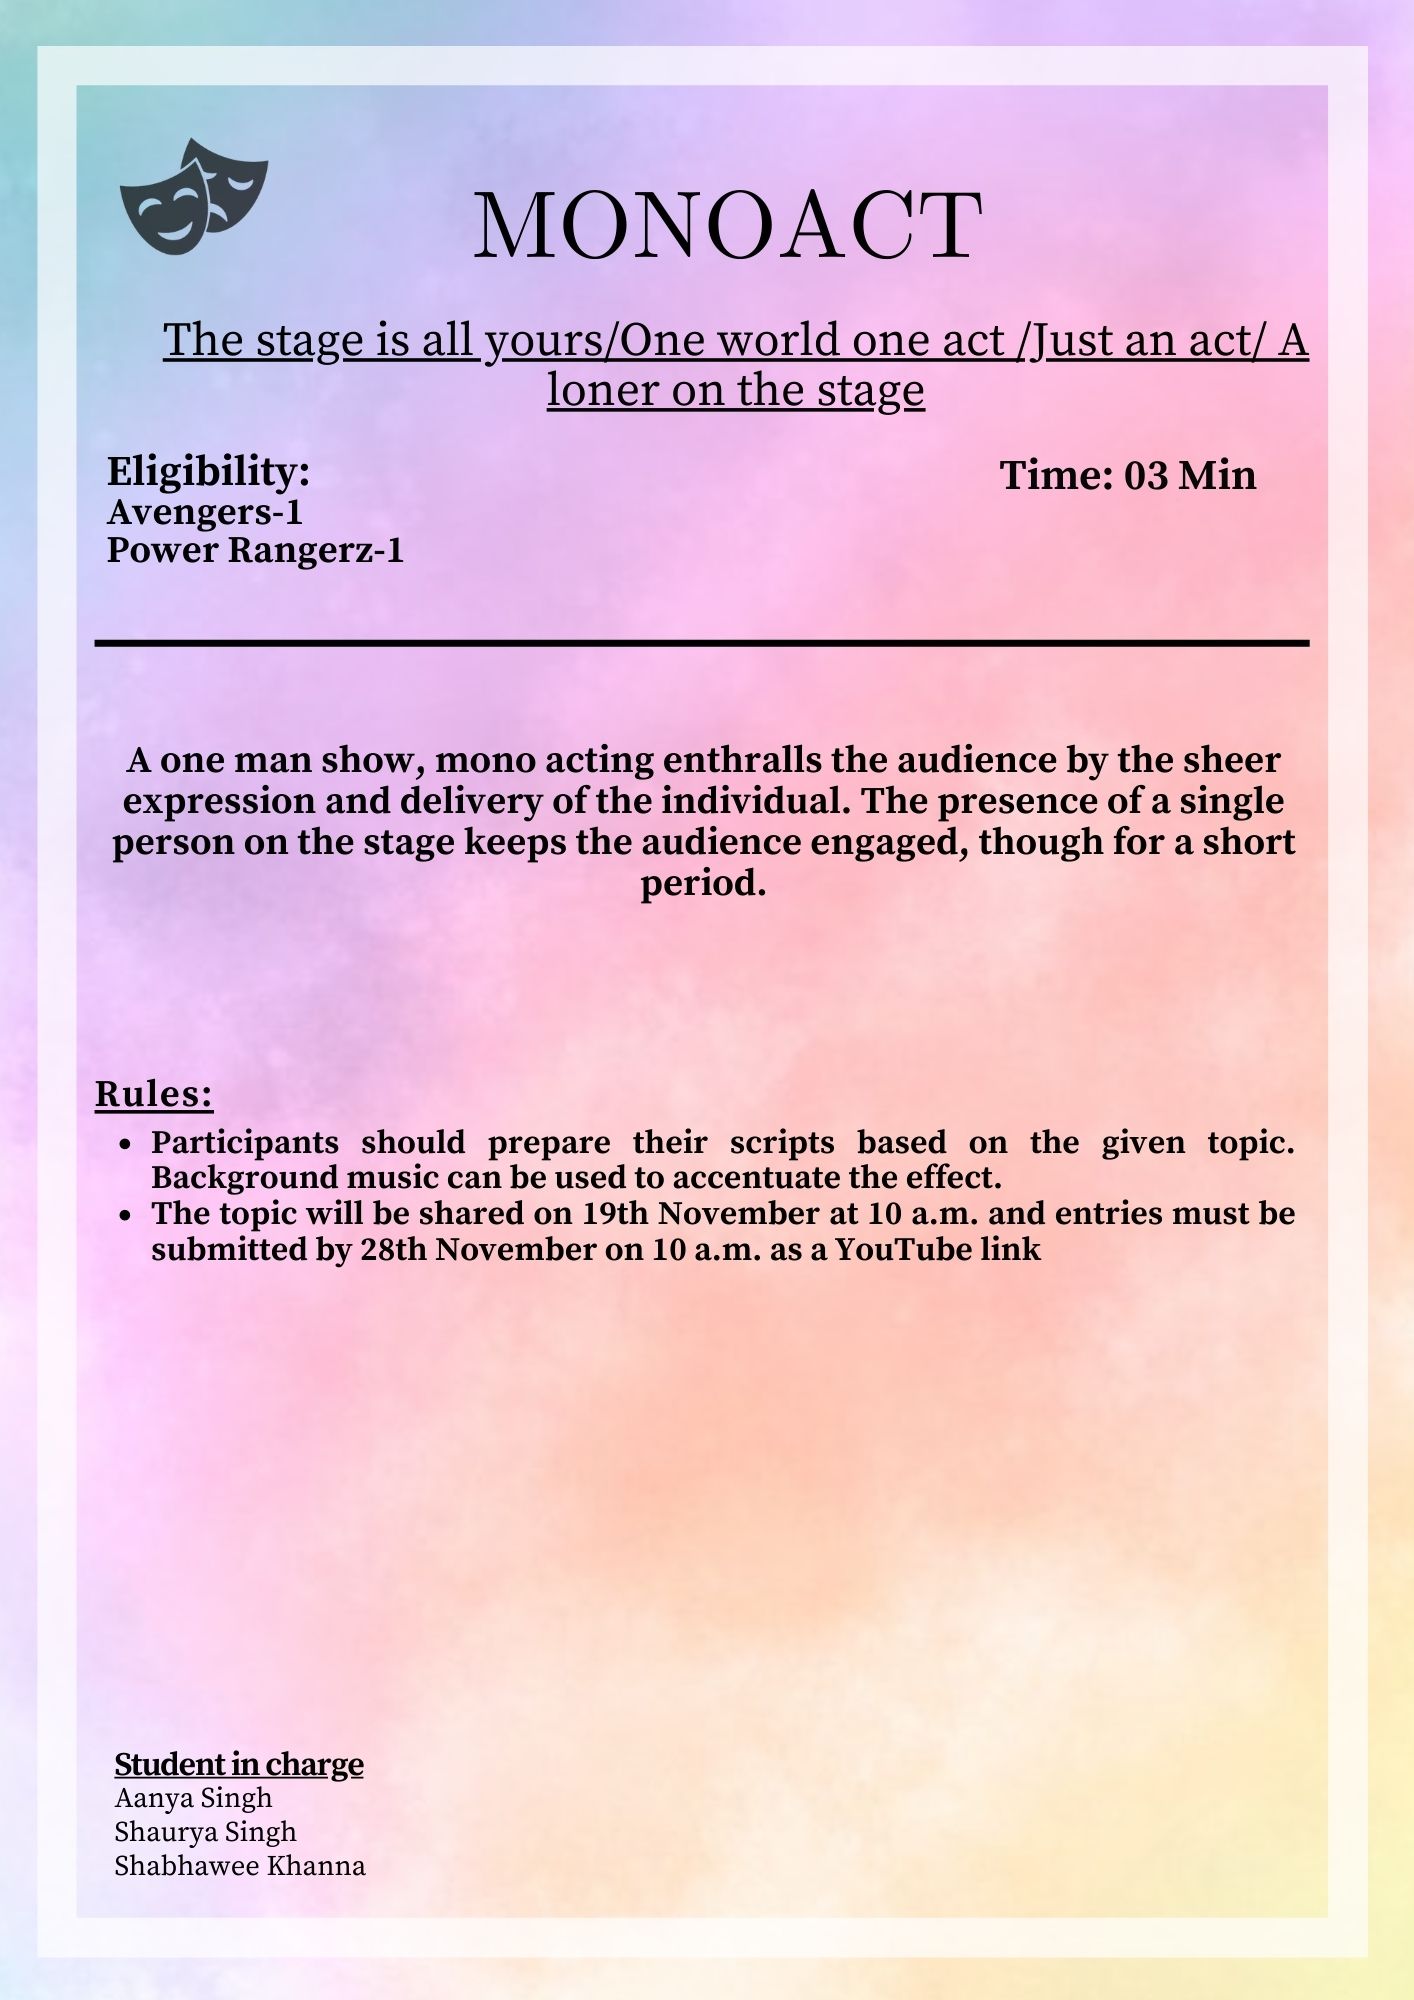 MONOACT
The stage is all yours/One world one act /Just an act/ A
loner on the stage
Eligibility:
Avengers-1
Power Rangerz-1
Time: 03 Min
A one man show, mono acting enthralls the audience by the sheer
expression and delivery of the individual. The presence of a single
person on the stage keeps the audience engaged, though for a short
period.
Rules:
• Participants should prepare their scripts based on the given topic.
Background music can be used to accentuate the effect.
• The topic will be shared on 19th November at 10 a.m. and entries must be
submitted by 28th November on 10 a.m. as a YouTube link
Student in charge
Aanya Singh
Shaurya Singh
Shabhawee Khanna